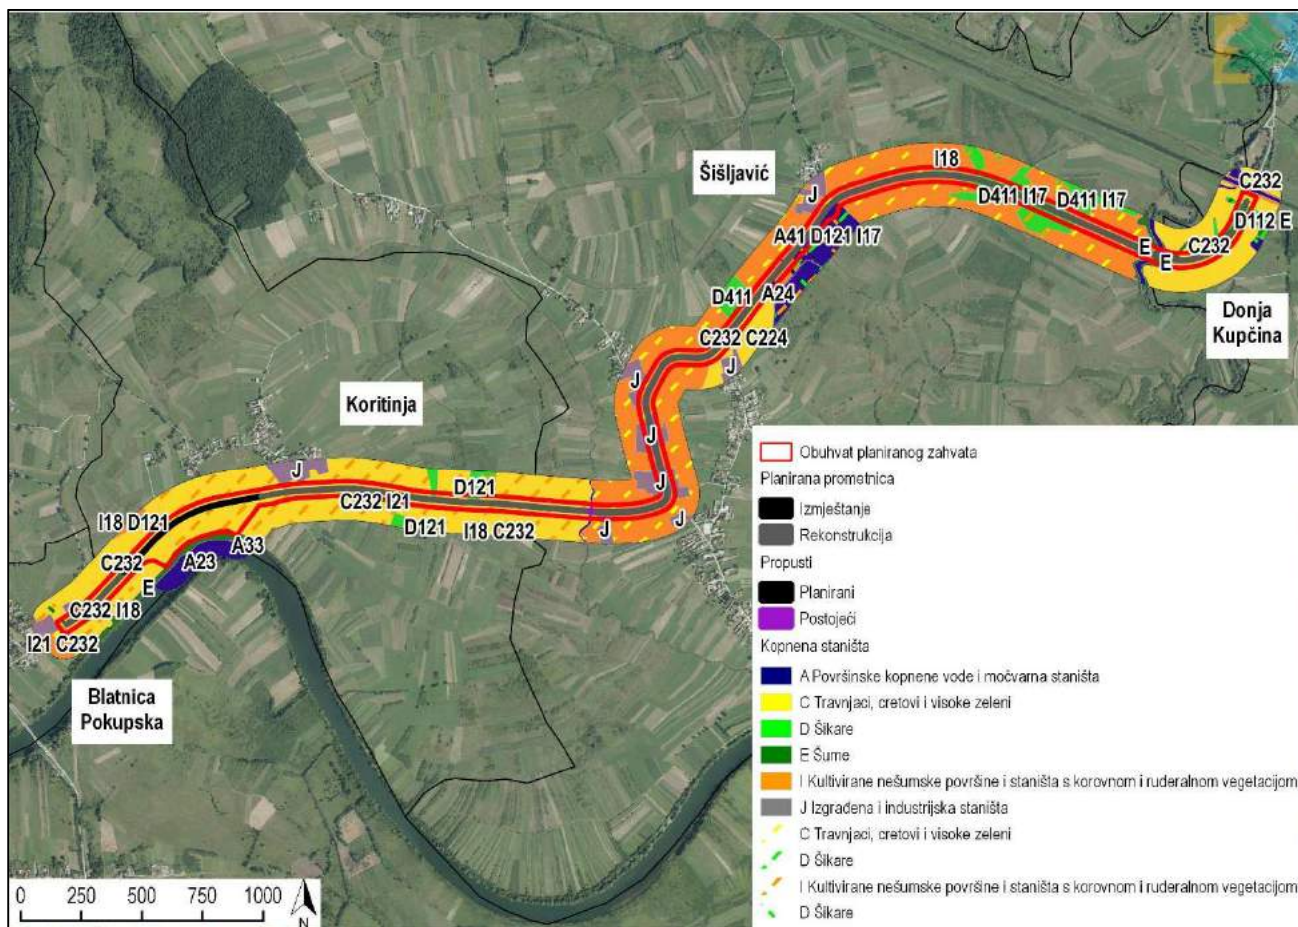 I18
Šišljavić
C232
J
D411 I17
D411 I17
D112 E
A41 D121 I17
E
C232
E
D411
A24
Donja
Kupčina
C232 C224
J
J
Koritinja
J
J
J
D121
C232 I21
I18 D121
D121
I18 C232
J
J
A33
C232
A23
E
C232 I18
I21 C232
Blatnica
Pokupska
Obuhvat planiranog zahvata
Planirana prometnica
Izmještanje
Rekonstrukcija
Propusti
Planirani
Postojeći
Kopnena staništa
A Površinske kopnene vode i močvarna staništa
C Travnjaci, cretovi i visoke zeleni
D Šikare
E Šume
I Kultivirane nešumske površine i staništa s korovnom i ruderalnom vegetacijom
J Izgrađena i industrijska staništa
C Travnjaci, cretovi i visoke zeleni
D Šikare
I Kultivirane nešumske površine i staništa s korovnom i ruderalnom vegetacijom
D Šikare
0 250 500 750 1000
N